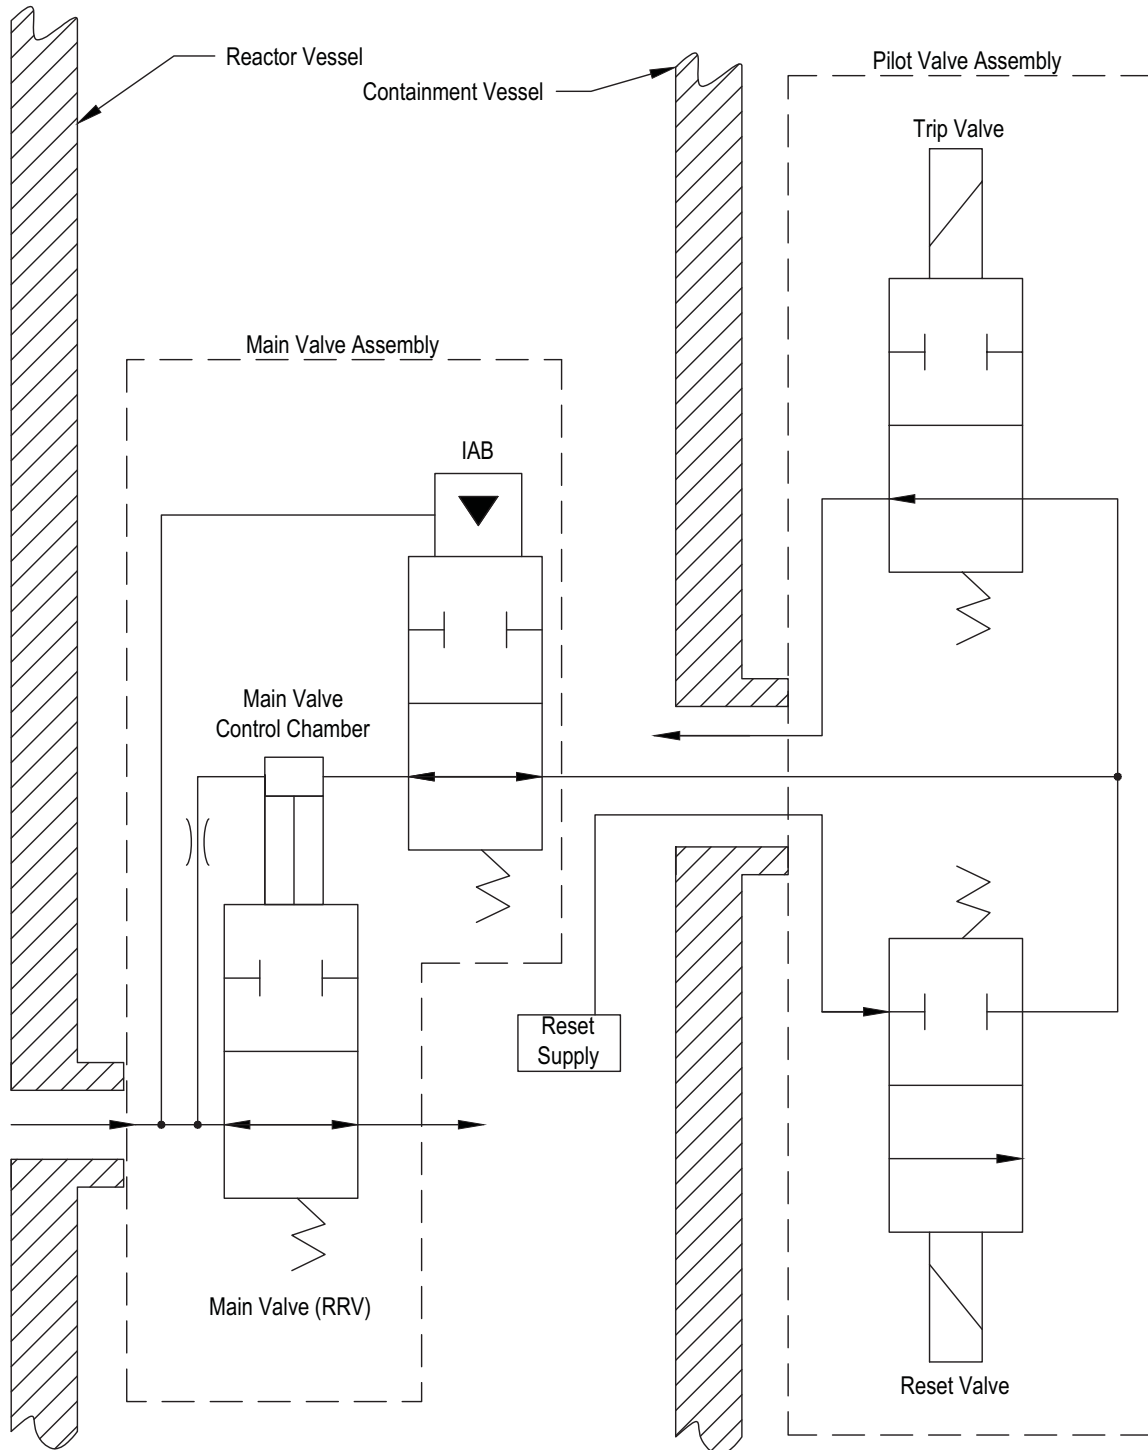 Reactor Vessel
Containment Vessel
Pilot Valve Assembly
Trip Valve
Main Valve Assembly
IAB
Main Valve
Control Chamber
Reset
Supply
Main Valve (RRV)
Reset Valve